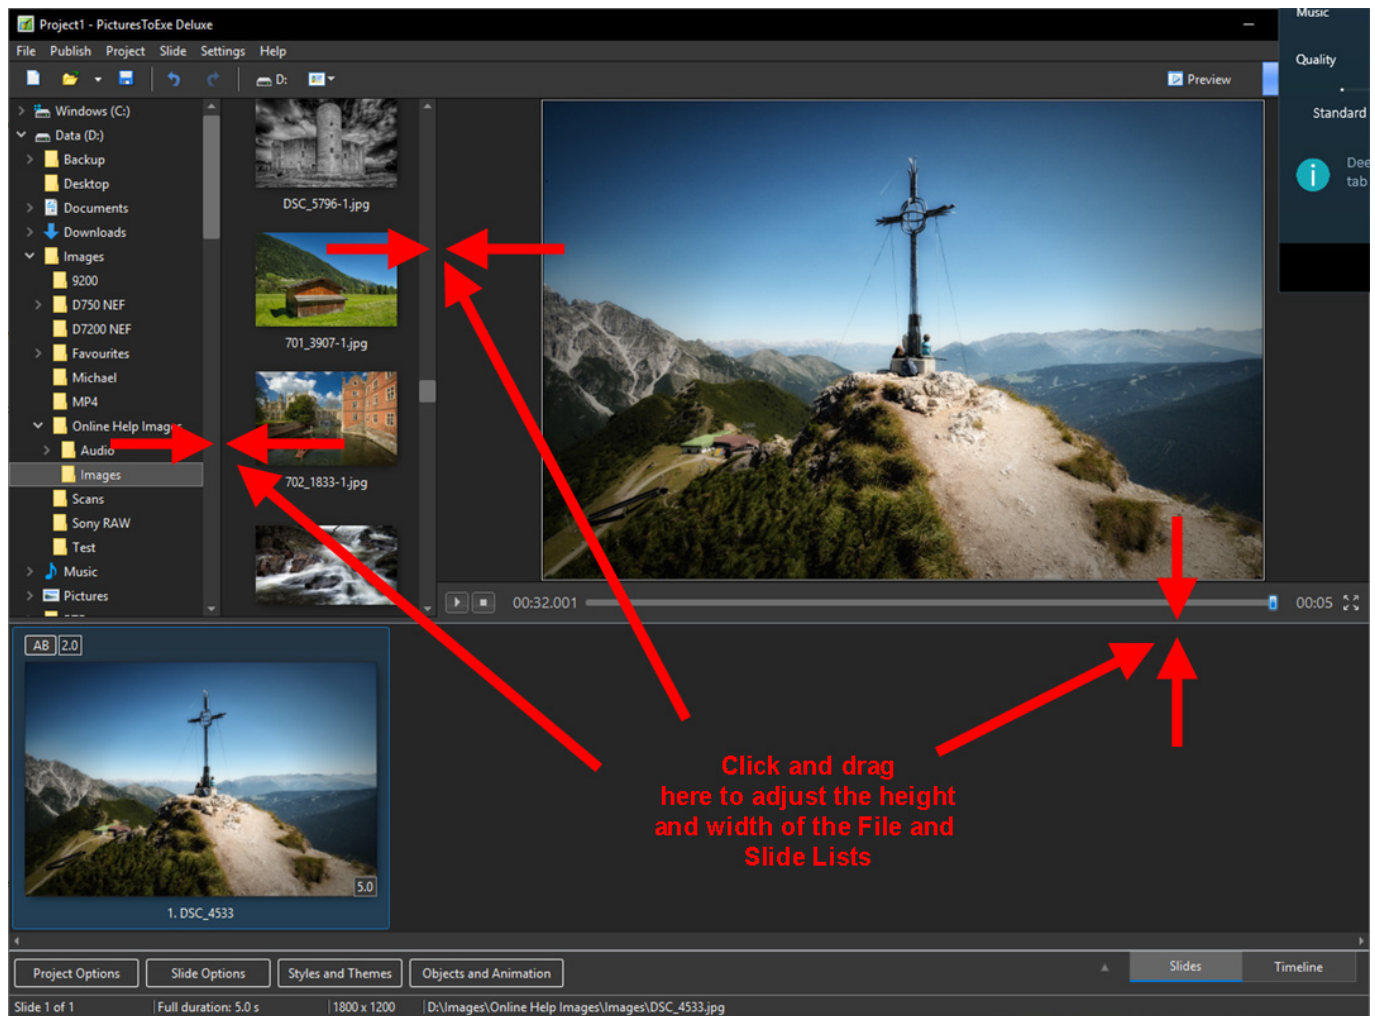 Project1 - PicturesToExe Deluxe
File Publish Project Slide Settings Help
D:
Preview
Music
Quality
Standard
Dee
tab
Windows (C:)
Data (D:)
Backup
Desktop
Documents
Downloads
Images
9200
D750 NEF
D7200 NEF
Favourites
Michael
MP4
Online Help Images
Audio
Images
Scans
Sony RAW
Test
Music
Pictures
DSC_5796-1.jpg
701_3907-1.jpg
702_1833-1.jpg
00:32.001
00:05
AB 2.0
5.0
1. DSC_4533
Click and drag
here to adjust the height
and width of the File and
Slide Lists
Project Options Slide Options Styles and Themes Objects and Animation
Slides Timeline
Slide 1 of 1 Full duration: 5.0 s 1800 x 1200 D:\Images\Online Help Images\Images\DSC_4533.jpg